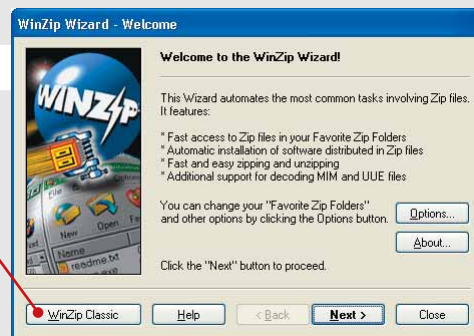 WinZip Wizard - Welcome
WINZIP
File
New
Open
Name
readme.txt
Welcome to the WinZip Wizard!
This Wizard automates the most common tasks involving Zip files.
It features:
* Fast access to Zip files in your Favorite Zip Folders
* Automatic installation of software distributed in Zip files
* Fast and easy zipping and unzipping
* Additional support for decoding MIM and UUE files
You can change your "Favorite Zip Folders"
and other options by clicking the Options button.
Options...
About...
Click the "Next" button to proceed.
WinZip Classic
Help
< Back
Next >
Close